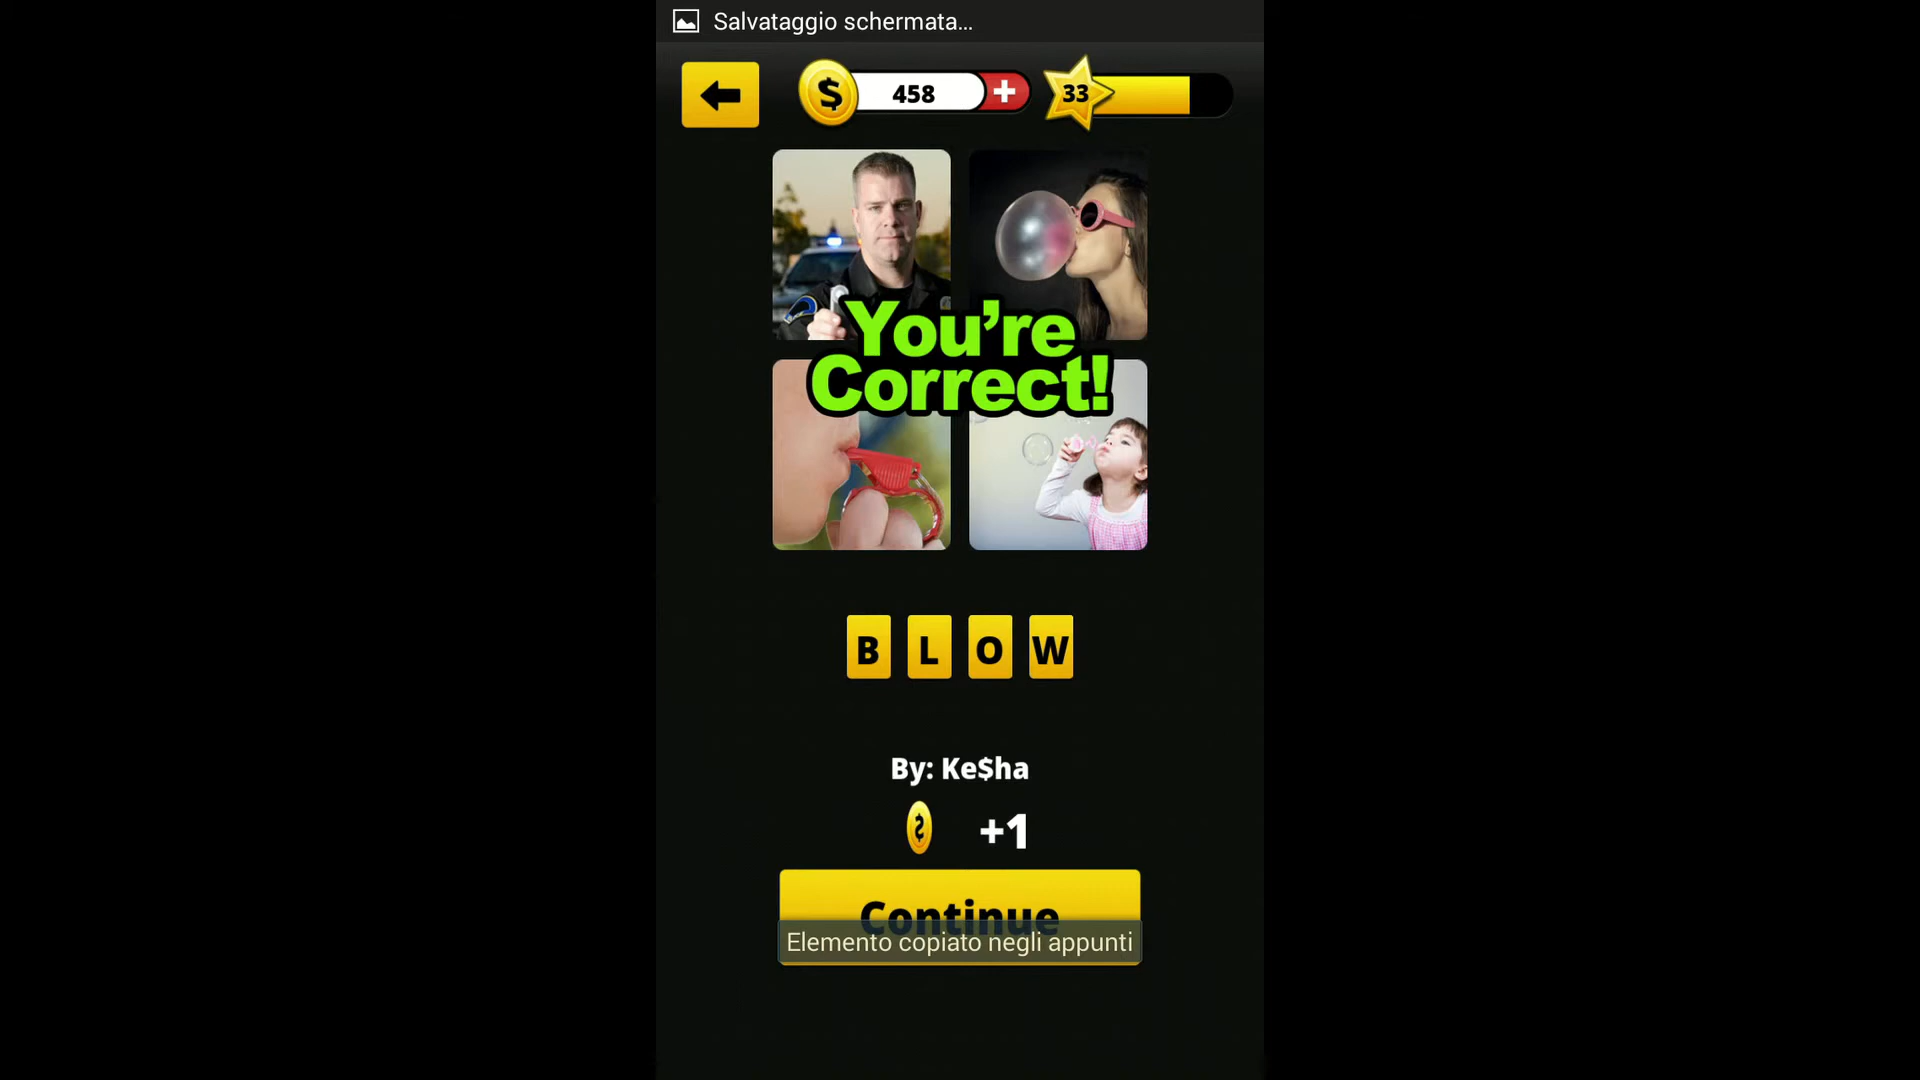 Salvataggio schermata...
$ 458 + 33
You're
Correct!
B L O W
By: Ke$ha
$ +1
Continue
Elemento copiato negli appunti